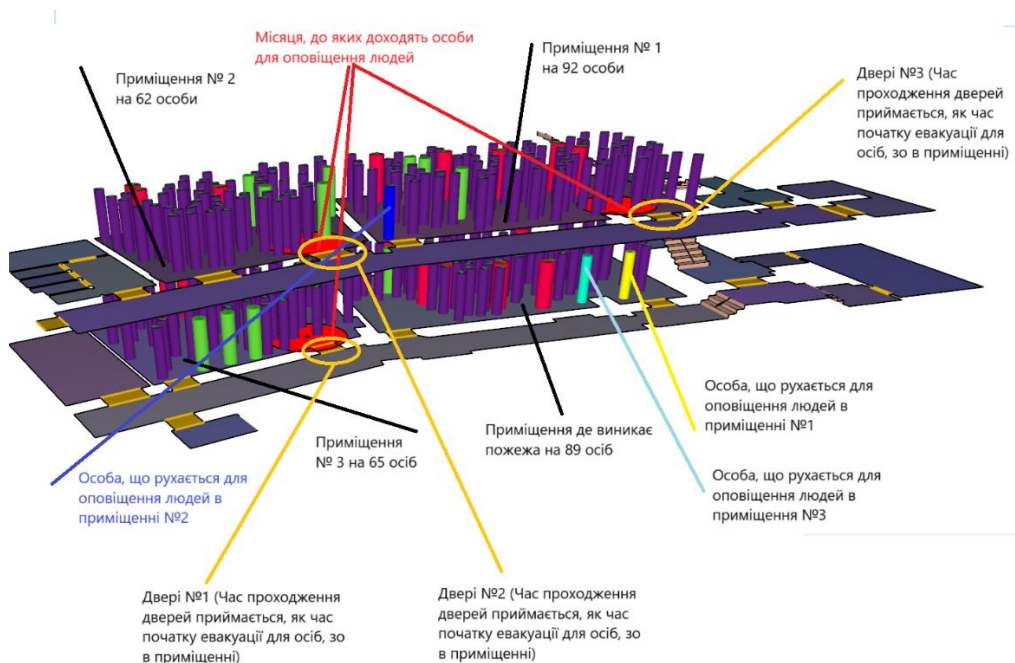 Місяця, до яких доходять особи
для оповіщення людей
Приміщення № 2
на 62 особи
Приміщення № 1
на 92 особи
Двері №3 (Час
проходження дверей
приймається, як час
початку евакуації для
осіб, зо в приміщенні)
Особа, що рухається для
оповіщення людей в
приміщенні №1
Приміщення
№ 3 на 65 осіб
Приміщення де виникає
пожежа на 89 осіб
Особа, що рухається для
оповіщення людей в
приміщенні №2
Особа, що рухається для
оповіщення людей в
приміщення №3
Двері №1 (Час проходження
дверей приймається, як час
початку евакуації для осіб, зо
в приміщенні)
Двері №2 (Час проходження
дверей приймається, як час
початку евакуації для осіб, зо
в приміщенні)